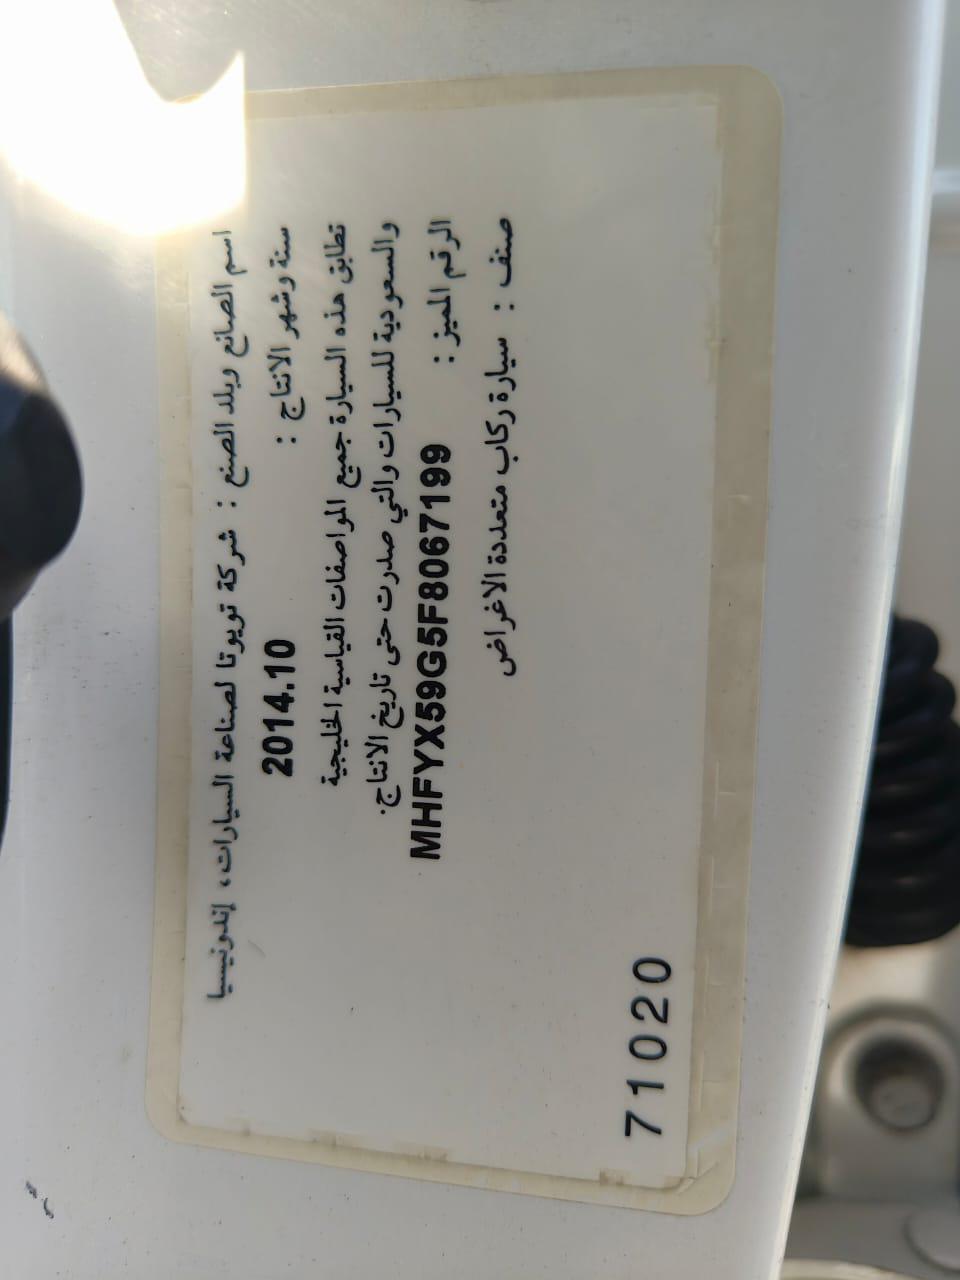 اسم الصانع وبلد الصنع : شركة تويوتا لصناعة السيارات، إندونيسيا
سنة وشهر الانتاج : 2014.10
تطابق هذه السيارة جميع المواصفات القياسية الخليجية
والسعودية للسيارات والتي صدرت حتى تاريخ الانتاج.
الرقم المميز : MHFYX59G5F8067199
صنف : سيارة ركاب متعددة الاغراض
71020